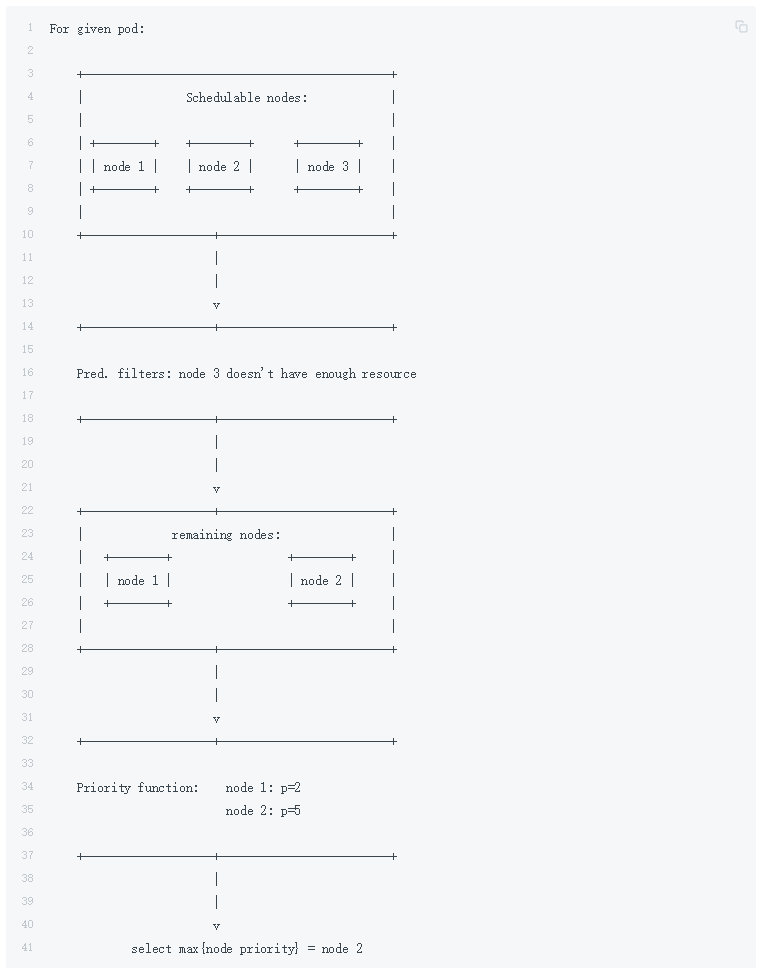 1 For given pod:
2
3 +---------------------------------------------+
4 | Schedulable nodes: |
5 | |
6 | +---------+ +---------+ +---------+ |
7 | | node 1 | | node 2 | | node 3 | |
8 | +---------+ +---------+ +---------+ |
9 | |
10 +-------------------+-------------------------+
11 |
12 |
13 v
14 +-------------------+-------------------------+
15
16 Pred. filters: node 3 doesn't have enough resource
17
18 +-------------------+-------------------------+
19 |
20 |
21 v
22 +-------------------+-------------------------+
23 | remaining nodes: |
24 | +---------+ +---------+ |
25 | | node 1 | | node 2 | |
26 | +---------+ +---------+ |
27 | |
28 +-------------------+-------------------------+
29 |
30 |
31 v
32 +-------------------+-------------------------+
33
34 Priority function: node 1: p=2
35 node 2: p=5
36
37 +-------------------+-------------------------+
38 |
39 |
40 v
41 select max{node priority} = node 2